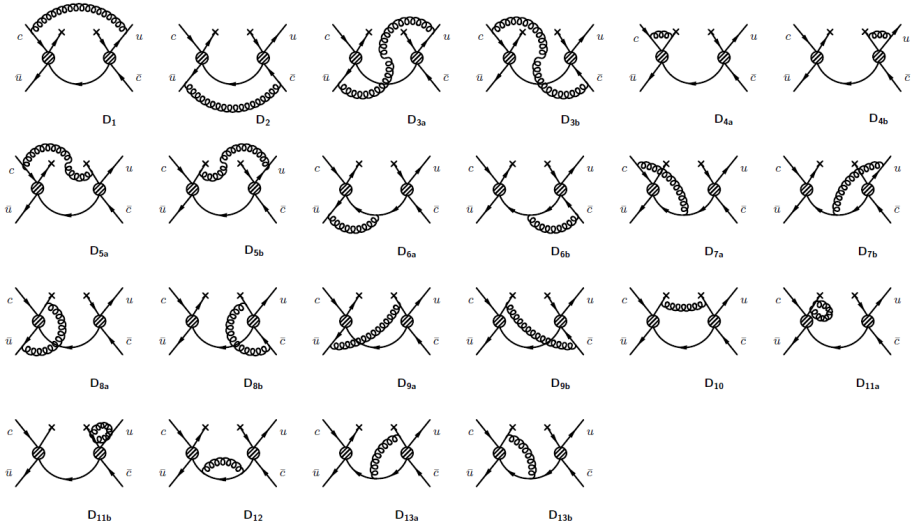 c u c u c u c u c u c u
ū c̄ ū c̄ ū c̄ ū c̄ ū c̄ ū c̄
D₁ D₂ D₃ₐ D₃b D₄ₐ D₄b
c u c u c u c u c u c u
ū c̄ ū c̄ ū c̄ ū c̄ ū c̄ ū c̄
D₅ₐ D₅b D₆ₐ D₆b D₇ₐ D₇b
c u c u c u c u c u c u
ū c̄ ū c̄ ū c̄ ū c̄ ū c̄ ū c̄
D₈ₐ D₈b D₉ₐ D₉b D₁₀ D₁₁ₐ
c u c u c u c u
ū c̄ ū c̄ ū c̄ ū c̄
D₁₁b D₁₂ D₁₃ₐ D₁₃b